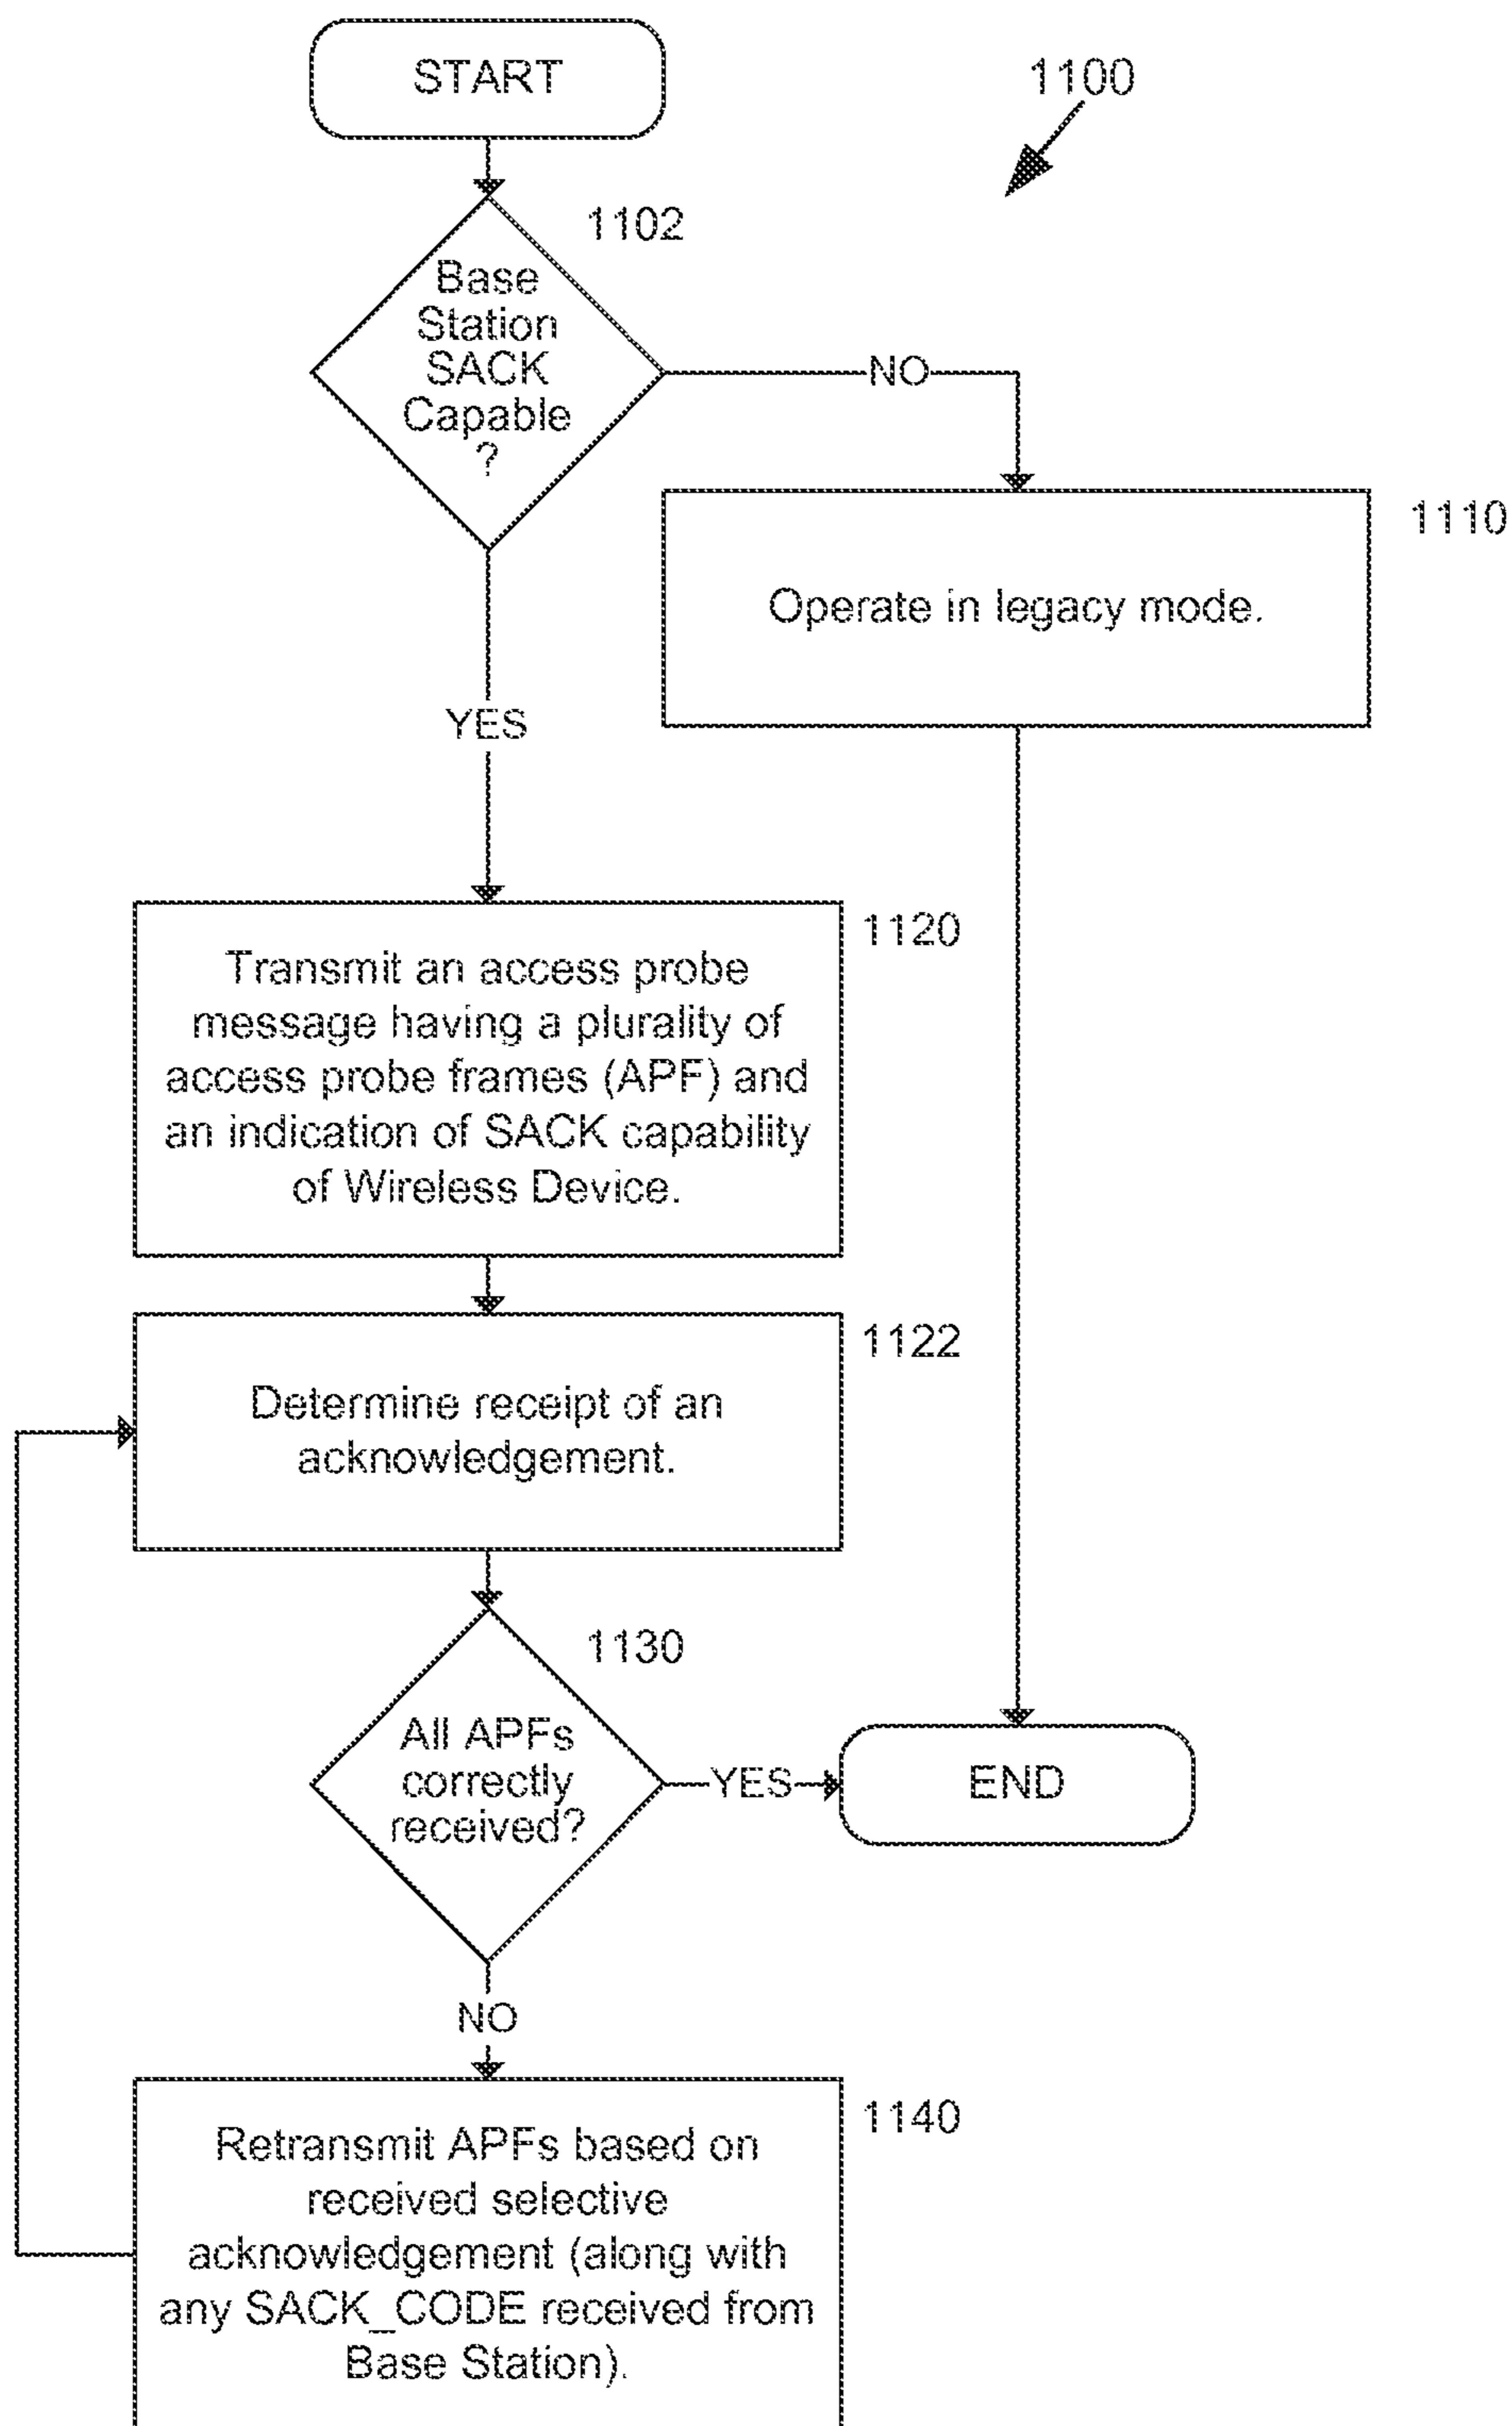 START
1100
1102
Base
Station
SACK
Capable
?
NO
1110
Operate in legacy mode.
YES
1120
Transmit an access probe
message having a plurality of
access probe frames (APF) and
an indication of SACK capability
of Wireless Device.
1122
Determine receipt of an
acknowledgement.
1130
All APFs
correctly
received?
YES
END
NO
1140
Retransmit APFs based on
received selective
acknowledgement (along with
any SACK_CODE received from
Base Station).